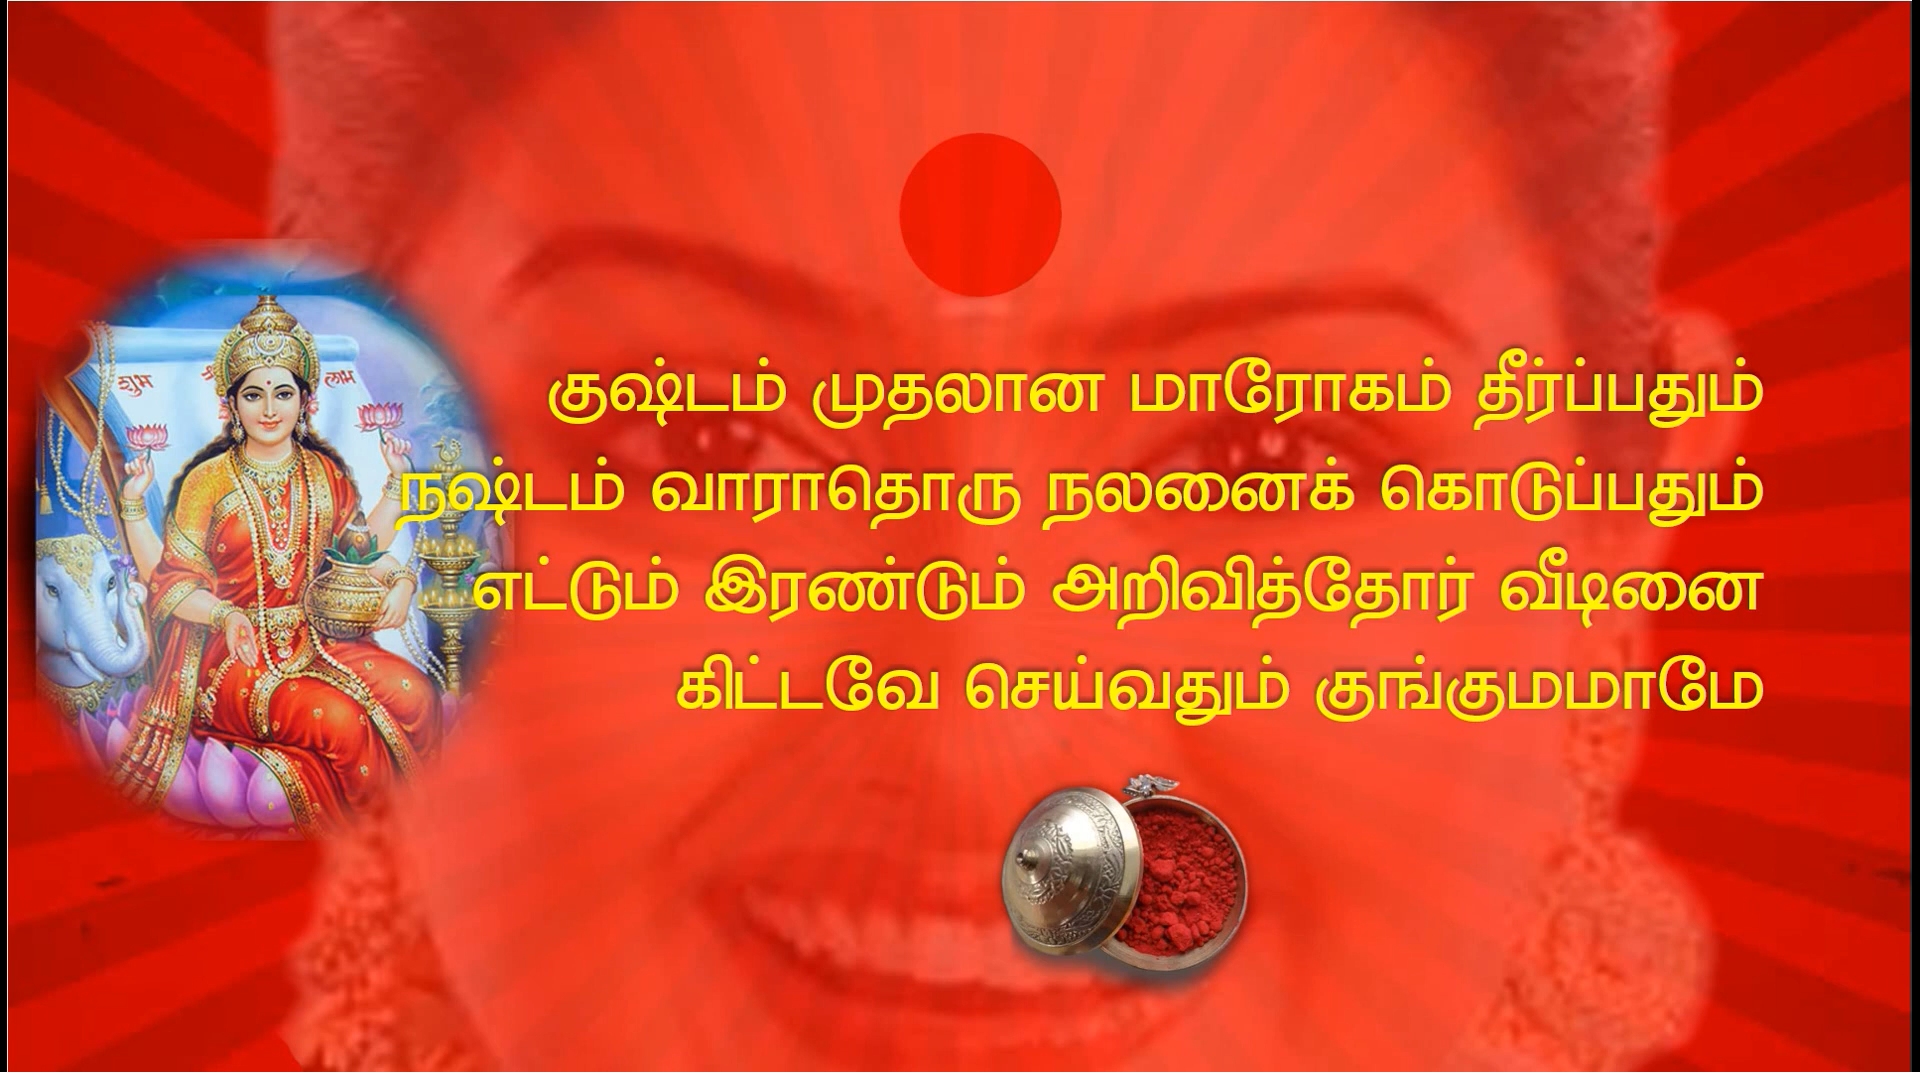 शुभ
श्री
लाभ
குஷ்டம் முதலான மாரோகம் தீர்ப்பதும்
நஷ்டம் வாராதொரு நலனைக் கொடுப்பதும்
எட்டும் இரண்டும் அறிவித்தோர் வீடினை
கிட்டவே செய்வதும் குங்குமமாமே